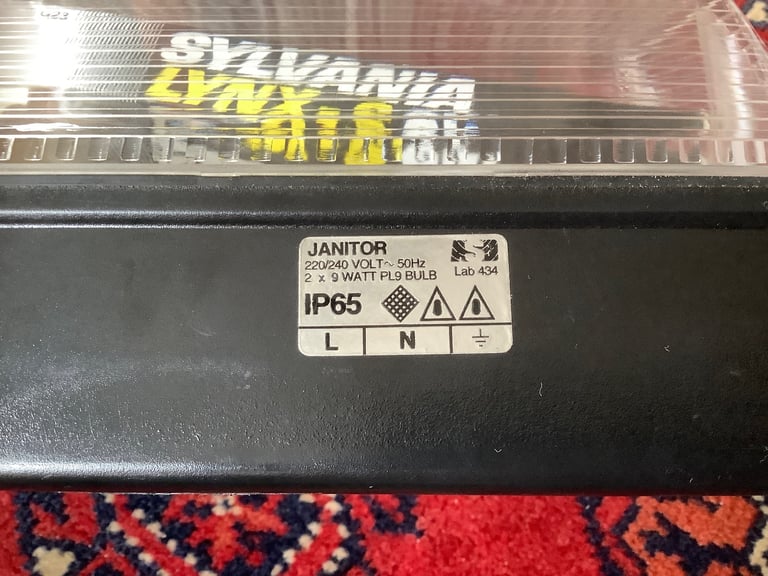 SYLVANIA
LYNX
JANITOR
220/240 VOLT~ 50Hz
2 x 9 WATT PL9 BULB
Lab 434
IP65
L N